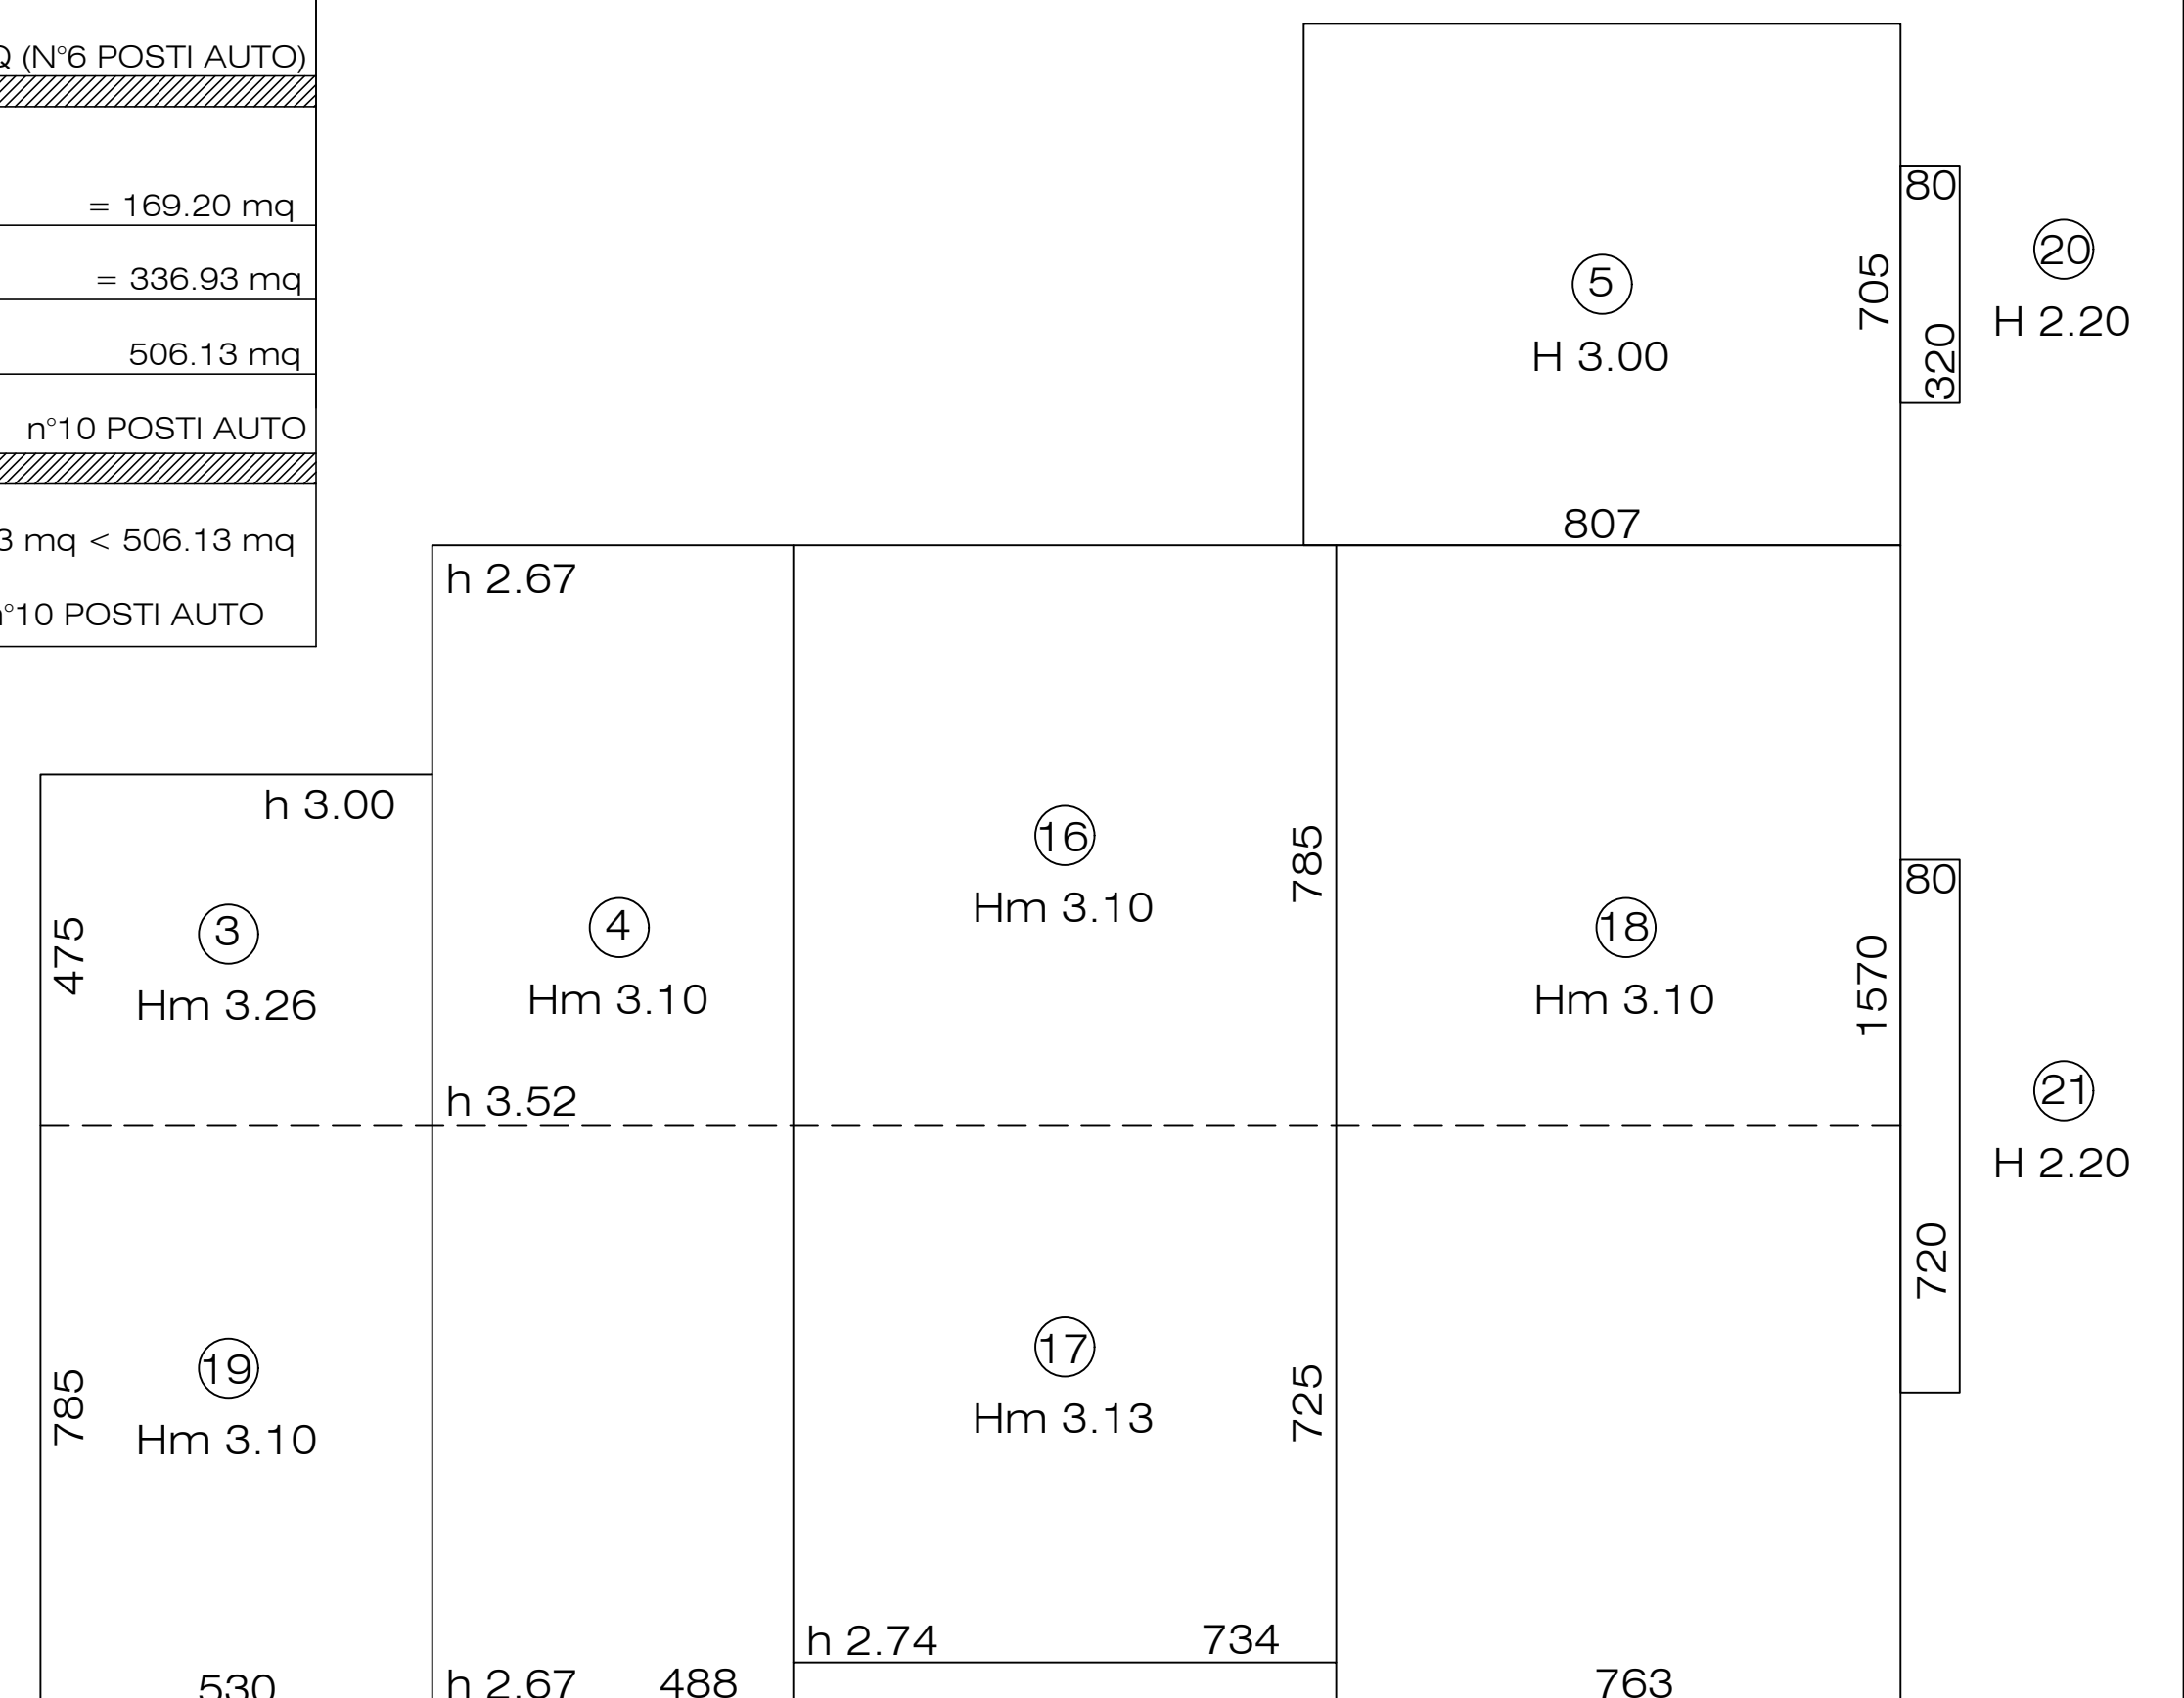 (N°6 POSTI AUTO)
= 169.20 mq
= 336.93 mq
506.13 mq
n°10 POSTI AUTO
mq < 506.13 mq
n°10 POSTI AUTO
5
H 3.00
705
807
80
320
20
H 2.20
h 2.67
h 3.00
475
3
Hm 3.26
4
Hm 3.10
h 3.52
16
Hm 3.10
785
18
Hm 3.10
1570
80
21
H 2.20
720
785
19
Hm 3.10
17
Hm 3.13
725
h 2.74
734
530
h 2.67
488
763